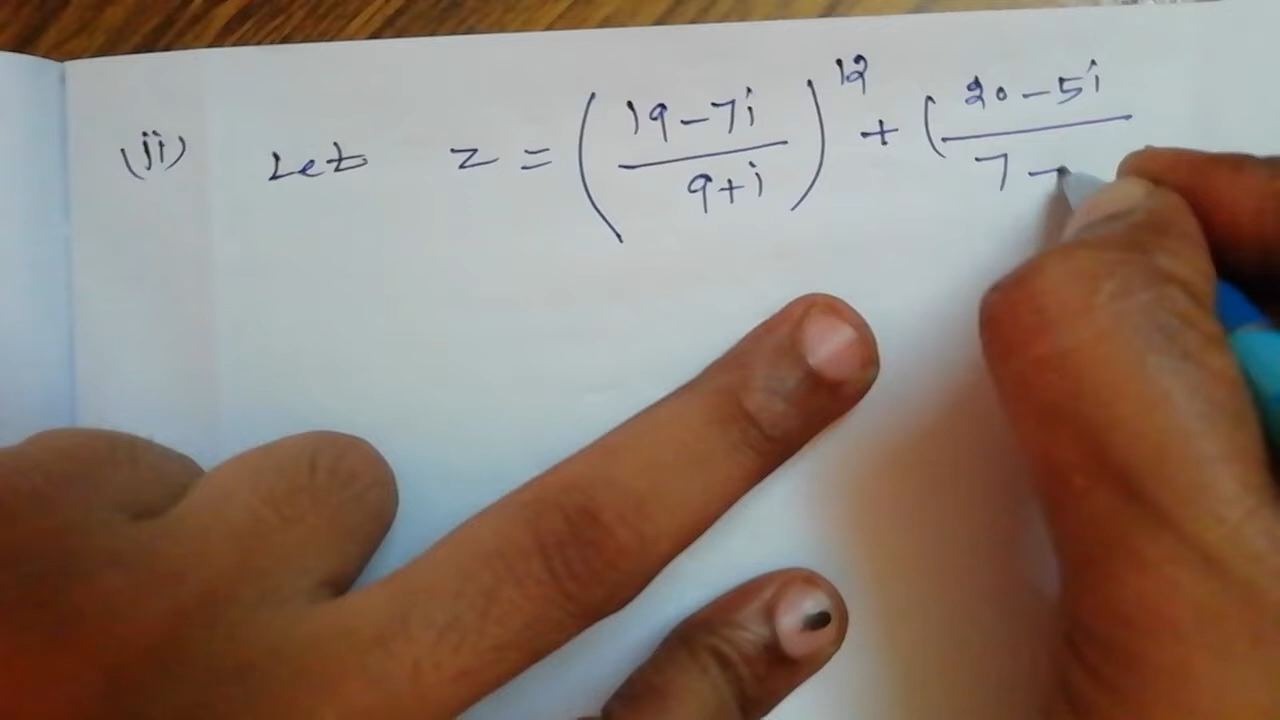 (ii) Let z = (19-7i / 9+i)^12 + (20-5i / 7-